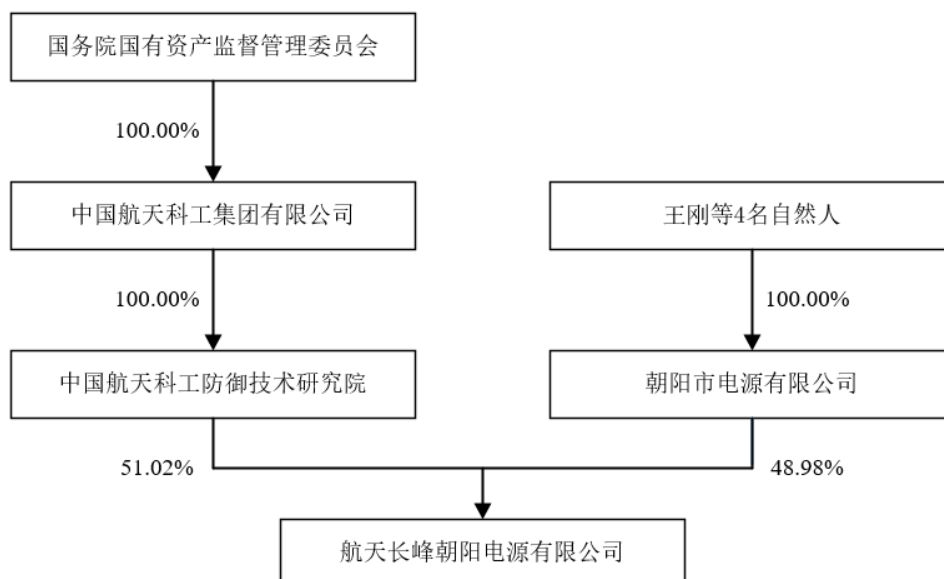 国务院国有资产监督管理委员会
100.00%
中国航天科工集团有限公司
王刚等4名自然人
100.00%
100.00%
中国航天科工防御技术研究院
朝阳市电源有限公司
51.02%
48.98%
航天长峰朝阳电源有限公司